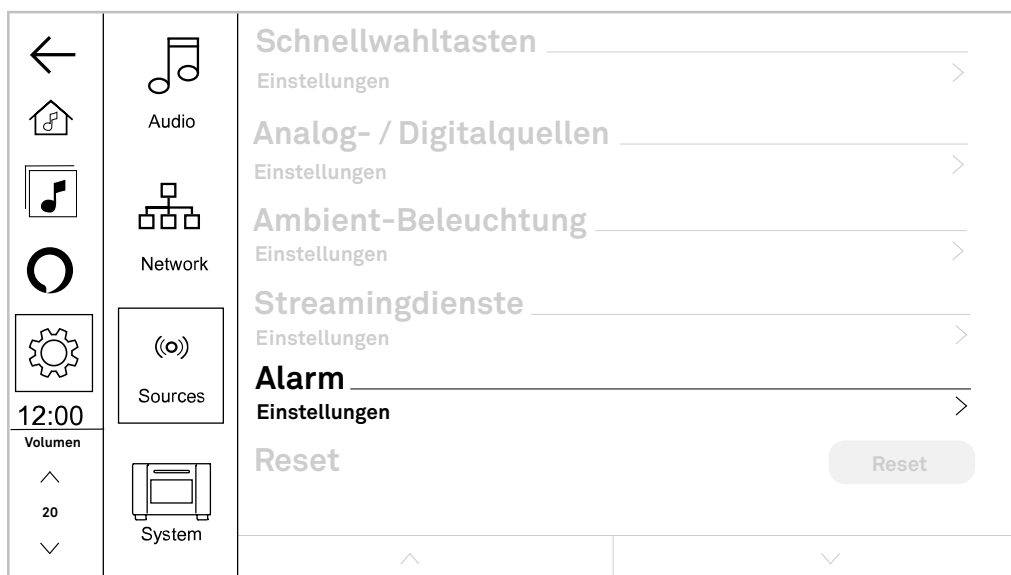 12:00
Volumen
20
Audio
Network
Sources
System
Schnellwahltasten
Einstellungen
Analog- / Digitalquellen
Einstellungen
Ambient-Beleuchtung
Einstellungen
Streamingdienste
Einstellungen
Alarm
Einstellungen
Reset
Reset